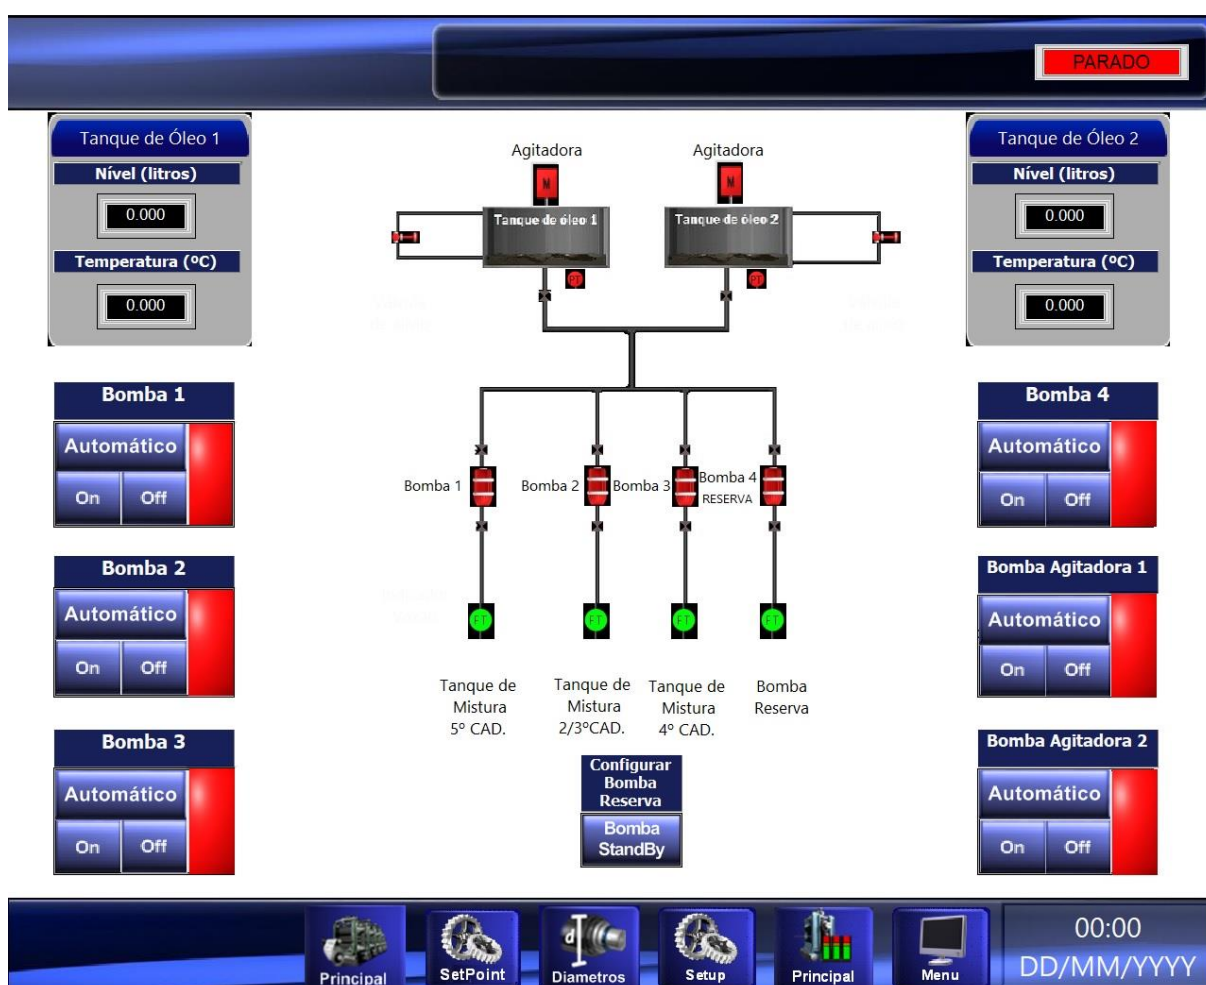 PARADO
Tanque de Óleo 1
Nível (litros)
0.000
Temperatura (ºC)
0.000
Agitadora
Agitadora
M
M
Tanque de óleo 1
Tanque de óleo 2
PT
PT
Tanque de Óleo 2
Nível (litros)
0.000
Temperatura (ºC)
0.000
Bomba 1
Automático
On
Off
Bomba 2
Automático
On
Off
Bomba 3
Automático
On
Off
Bomba 1
Bomba 2
Bomba 3
Bomba 4
RESERVA
FT
FT
FT
FT
Tanque de
Mistura
5º CAD.
Tanque de
Mistura
2/3ºCAD.
Tanque de
Mistura
4º CAD.
Bomba
Reserva
Configurar
Bomba
Reserva
Bomba
StandBy
Bomba 4
Automático
On
Off
Bomba Agitadora 1
Automático
On
Off
Bomba Agitadora 2
Automático
On
Off
Principal
SetPoint
d
Diametros
Setup
Principal
Menu
00:00
DD/MM/YYYY